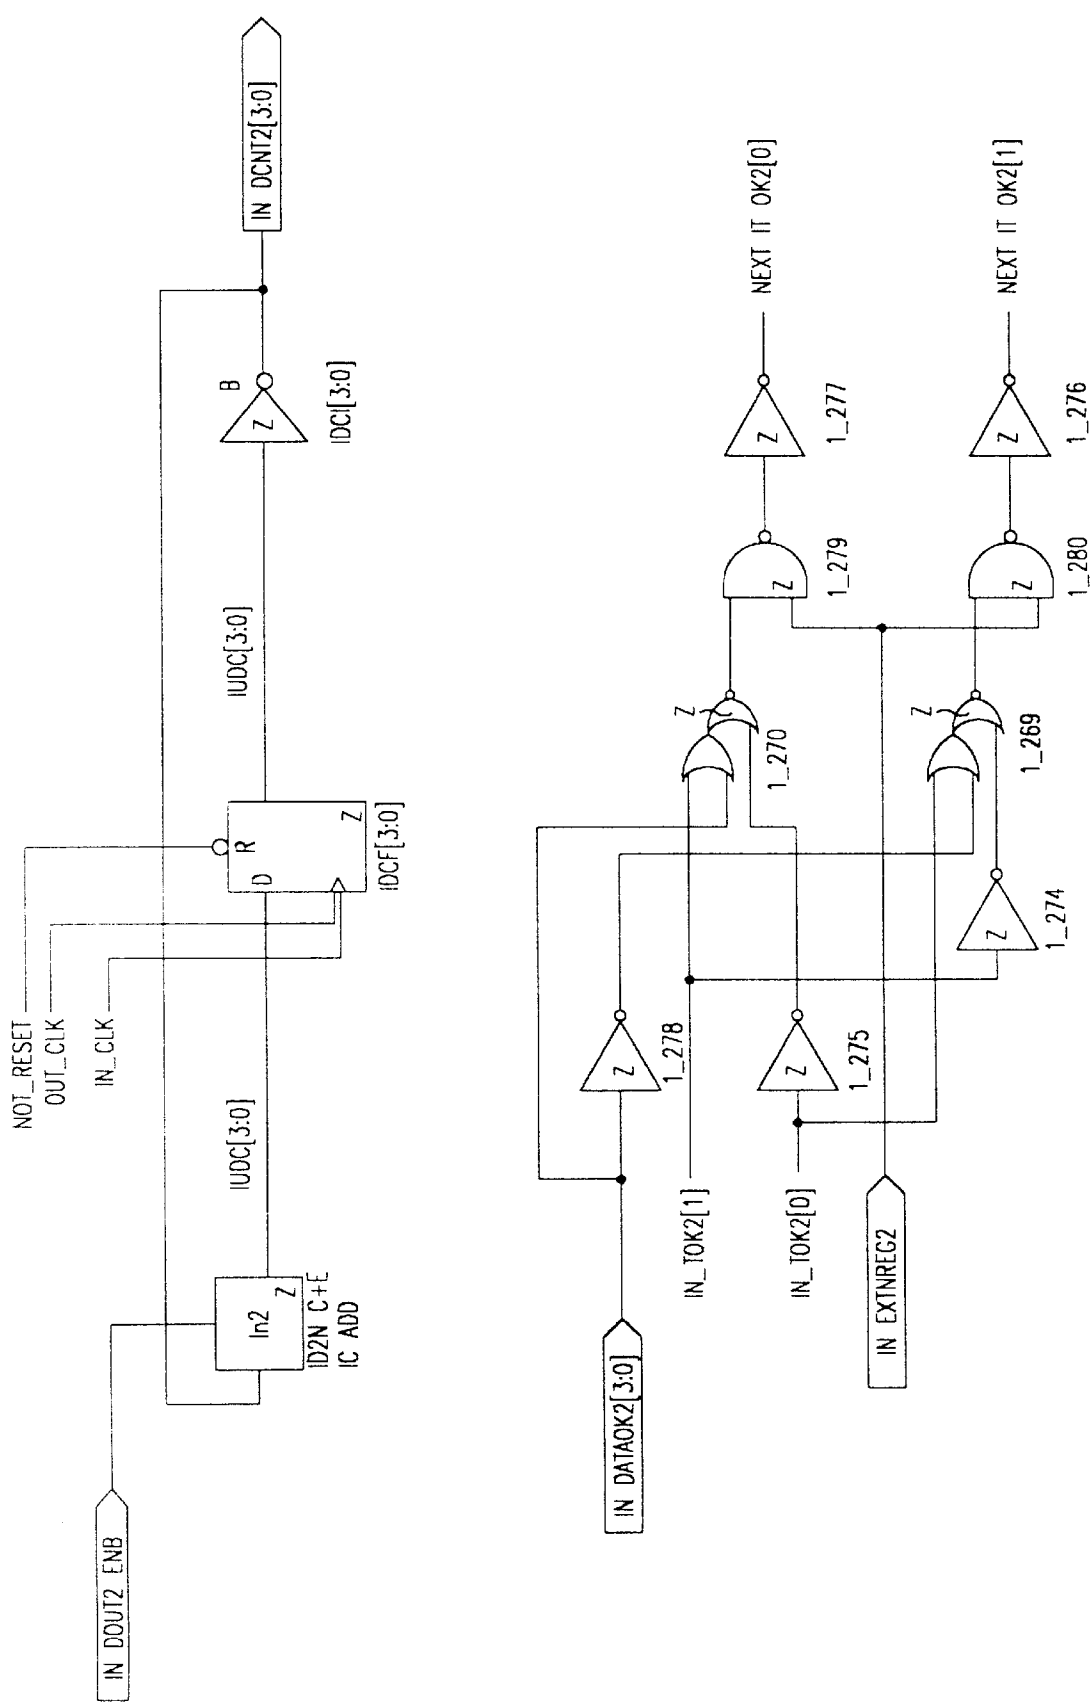 IN DOUT2 ENB
NOT_RESET
OUT_CLK
IN_CLK
In2
Z
ID2N C+E
IC ADD
IUDC[3:0]
D
R
Z
IDCF[3:0]
IUDC[3:0]
Z
B
IDCI[3:0]
IN DCNT2[3:0]
IN DATAOK2[3:0]
IN_TOK2[1]
IN_TOK2[0]
IN EXTNREG2
Z
1_278
Z
1_275
Z
1_274
Z
1_270
Z
1_269
Z
1_279
Z
1_280
Z
1_277
Z
1_276
NEXT IT OK2[0]
NEXT IT OK2[1]